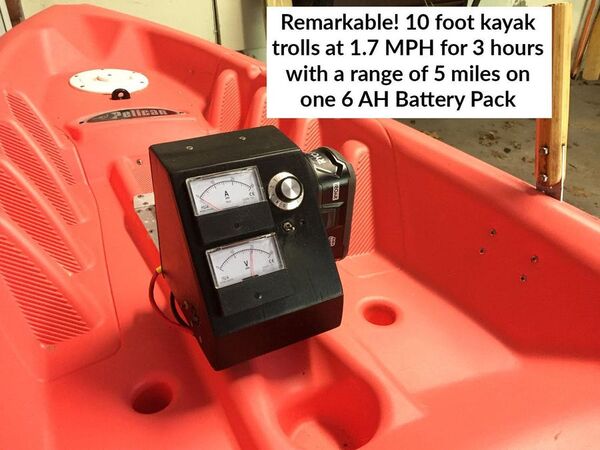 Remarkable! 10 foot kayak
trolls at 1.7 MPH for 3 hours
with a range of 5 miles on
one 6 AH Battery Pack
Pelican
A
V